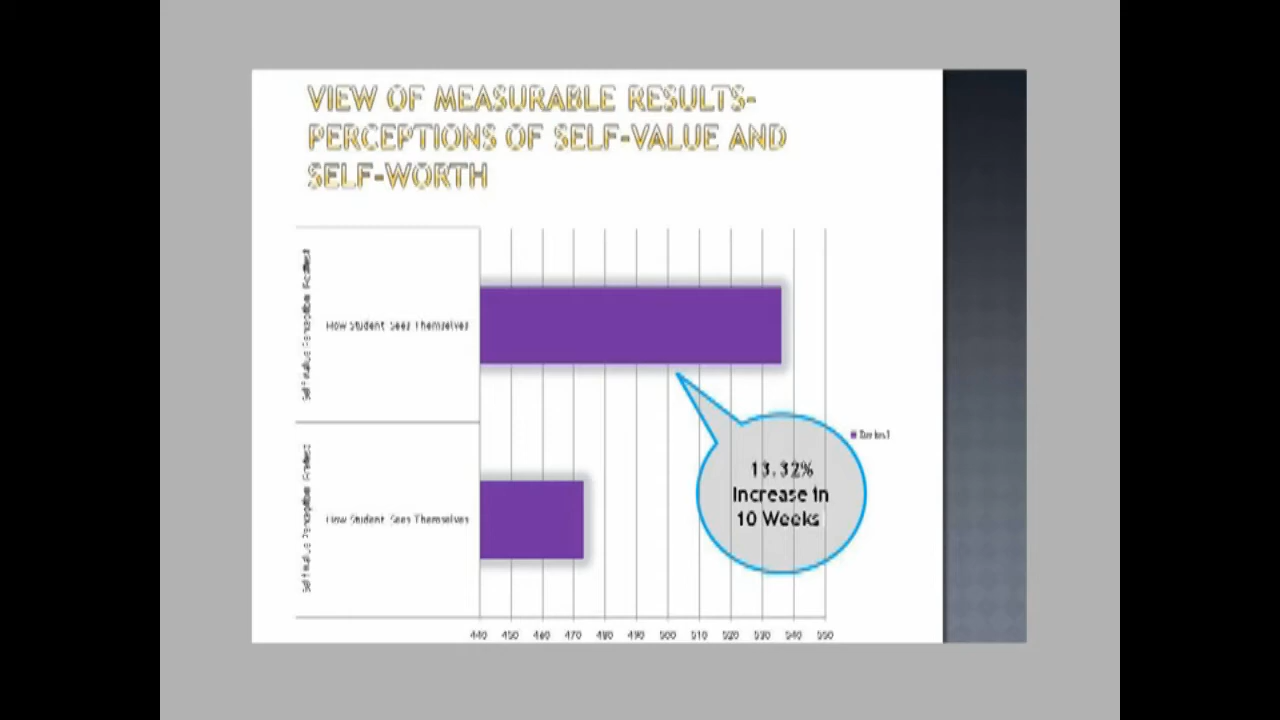 VIEW OF MEASURABLE RESULTS-
PERCEPTIONS OF SELF-VALUE AND
SELF-WORTH
Self Value Perception Posttest
How Student Sees Themselves
13.32%
Increase in
10 Weeks
Self Value Perception Pretest
How Student Sees Themselves
Series1
440 450 460 470 480 490 500 510 520 530 540 550